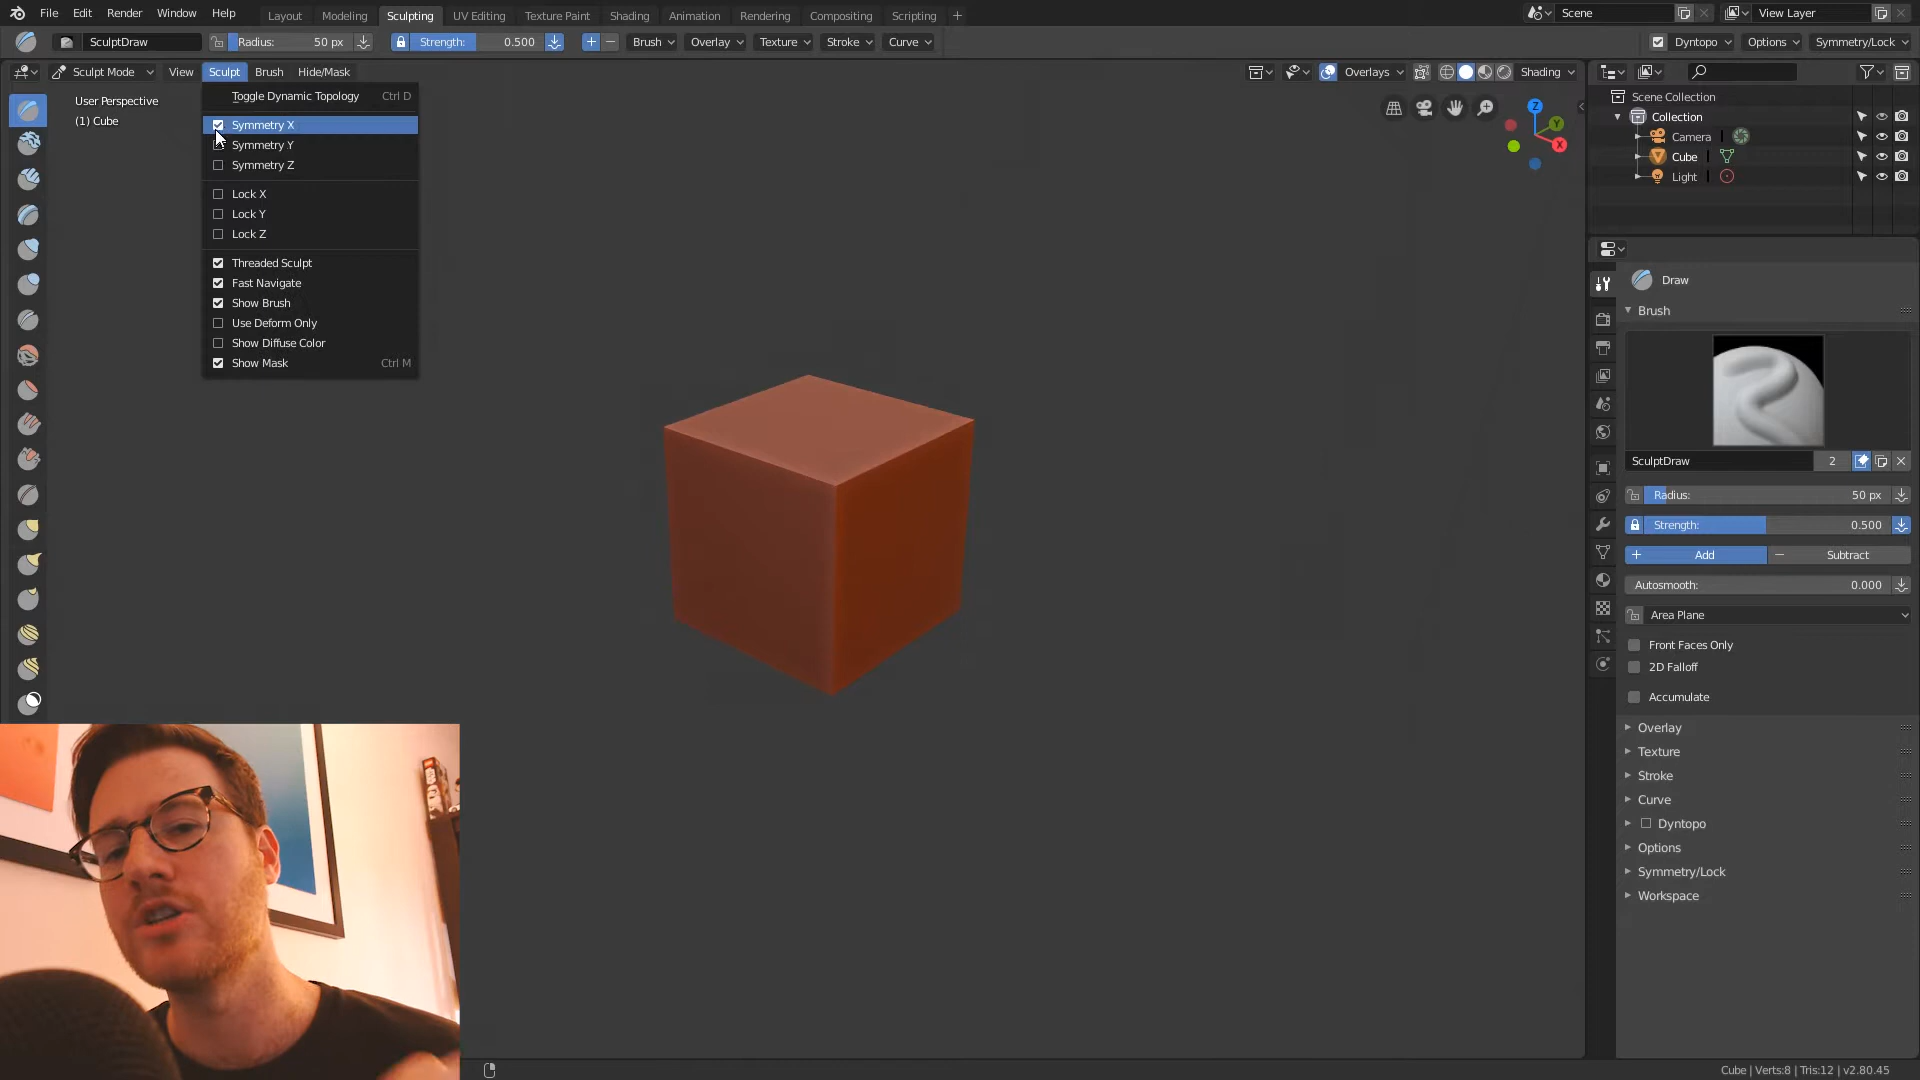 File Edit Render Window Help Layout Modeling Sculpting UV Editing Texture Paint Shading Animation Rendering Compositing Scripting + Scene View Layer
SculptDraw Radius: 50 px Strength: 0.500 Brush Overlay Texture Stroke Curve Dyntopo Options Symmetry/Lock
Sculpt Mode View Sculpt Brush Hide/Mask Overlays Shading
User Perspective
(1) Cube
Toggle Dynamic Topology Ctrl D
Symmetry X
Symmetry Y
Symmetry Z
Lock X
Lock Y
Lock Z
Threaded Sculpt
Fast Navigate
Show Brush
Use Deform Only
Show Diffuse Color
Show Mask Ctrl M
Z
Y
X
Scene Collection
Collection
Camera
Cube
Light
Draw
Brush
SculptDraw 2
Radius: 50 px
Strength: 0.500
+ Add − Subtract
Autosmooth: 0.000
Area Plane
Front Faces Only
2D Falloff
Accumulate
Overlay
Texture
Stroke
Curve
Dyntopo
Options
Symmetry/Lock
Workspace
Cube | Verts:8 | Tris:12 | v2.80.45